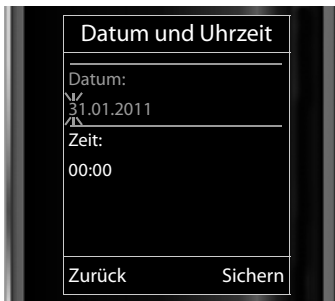 Datum und Uhrzeit
Datum:
31.01.2011
Zeit:
00:00
Zurück Sichern